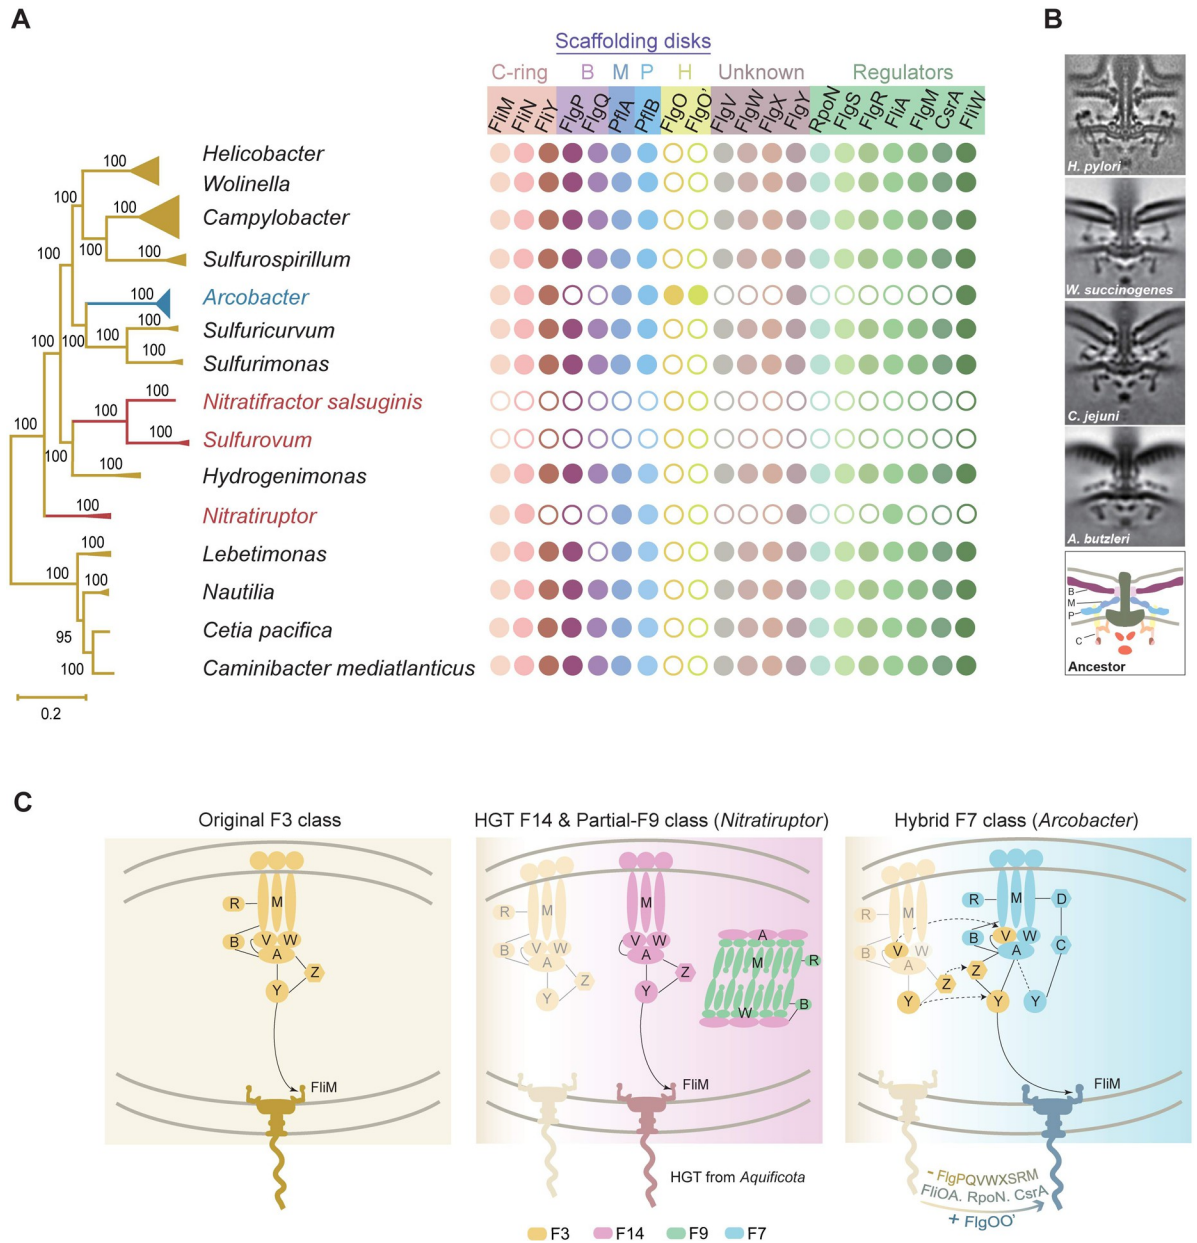 A
B
Scaffolding disks
C-ring B M P H Unknown Regulators
FliM FliN FliY FlgP FlgQ PflA PflB FlgO FlgO' FlgV FlgW FlgX FlgY RpoN FlgS FlgR FliA FlgM CsrA FliW
100 Helicobacter
Wolinella
100 100 Campylobacter
100 100 100 Sulfurospirillum
100 Arcobacter
100 Sulfuricurvum
100 100 100
100 Sulfurimonas
100 Nitratifractor salsuginis
100 100
100 Sulfurovum
100 100 Hydrogenimonas
100 Nitratiruptor
100 Lebetimonas
100 100 Nautilia
95 Cetia pacifica
100 Caminibacter mediatlanticus
0.2
H. pylori
W. succinogenes
C. jejuni
A. butzleri
B
M
P
C
Ancestor
C
Original F3 class
R M
B V W
A
Z
Y
FliM
HGT F14 & Partial-F9 class (Nitratiruptor)
R M
B V W
A
Z
Y
M
V W
A
Z
Y
A
M R
B
W
FliM
HGT from Aquificota
Hybrid F7 class (Arcobacter)
R M
B V W
A
Z
Y
R M D
B V W
A C
Z
Y Y
FliM
- FlgPQVWXSRM
FliOA. RpoN. CsrA
+ FlgOO'
F3 F14 F9 F7